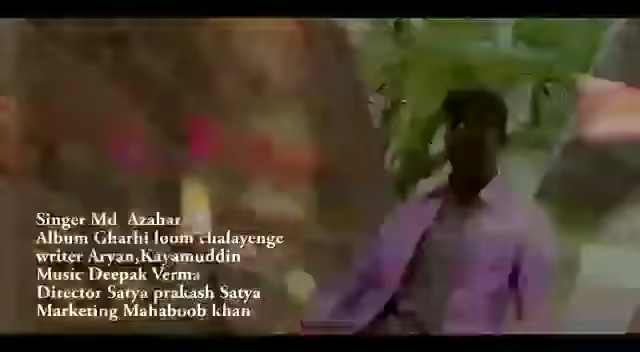 Singer Md Azahar
Album Gharhi loom chalayenge
writer Aryan,Kayamuddin
Music Deepak Verma
Director Satya prakash Satya
Marketing Mahaboob khan